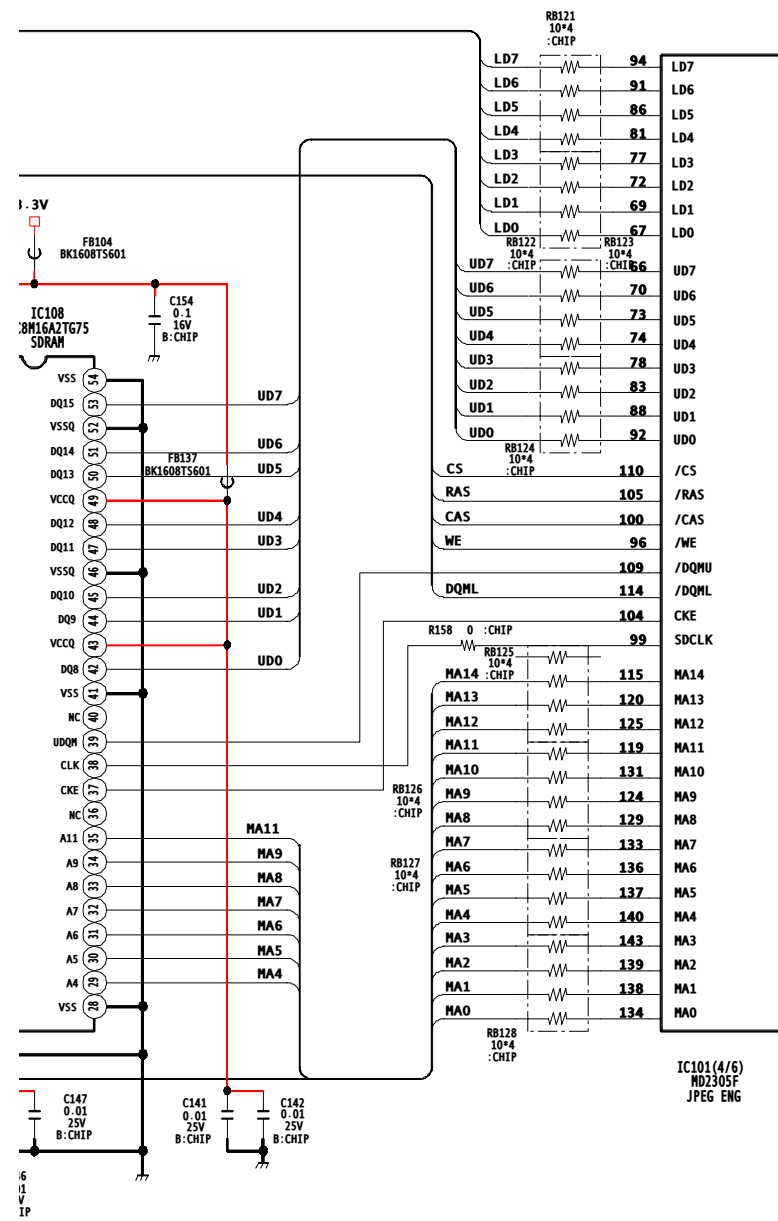 RB121
10*4
:CHIP
LD7 94 LD7
LD6 91 LD6
LD5 86 LD5
LD4 81 LD4
LD3 77 LD3
LD2 72 LD2
LD1 69 LD1
LD0 67 LD0
.3V
FB104
BK1608TS601
RB122
10*4
:CHIP
RB123
10*4
:CHIP
UD7 66 UD7
UD6 70 UD6
UD5 73 UD5
UD4 74 UD4
UD3 78 UD3
UD2 83 UD2
UD1 88 UD1
UD0 92 UD0
C154
0.1
16V
B:CHIP
IC108
8M16A2TG75
SDRAM
RB124
10*4
:CHIP
FB137
BK1608TS601
CS 110 /CS
RAS 105 /RAS
CAS 100 /CAS
WE 96 /WE
109 /DQMU
DQML 114 /DQML
104 CKE
R158 0 :CHIP
99 SDCLK
RB125
10*4
:CHIP
VSS 54
DQ15 53 UD7
VSSQ 52
DQ14 51 UD6
DQ13 50 UD5
VCCQ 49
DQ12 48 UD4
DQ11 47 UD3
VSSQ 46
DQ10 45 UD2
DQ9 44 UD1
VCCQ 43
DQ8 42 UD0
VSS 41
NC 40
UDQM 39
CLK 38
CKE 37
NC 36
A11 35 MA11
A9 34 MA9
A8 33 MA8
A7 32 MA7
A6 31 MA6
A5 30 MA5
A4 29 MA4
VSS 28
MA14 115 MA14
MA13 120 MA13
MA12 125 MA12
MA11 119 MA11
MA10 131 MA10
MA9 124 MA9
MA8 129 MA8
MA7 133 MA7
MA6 136 MA6
MA5 137 MA5
MA4 140 MA4
MA3 143 MA3
MA2 139 MA2
MA1 138 MA1
MA0 134 MA0
RB126
10*4
:CHIP
RB127
10*4
:CHIP
RB128
10*4
:CHIP
IC101(4/6)
MD2305F
JPEG ENG
C147
0.01
25V
B:CHIP
C141
0.01
25V
B:CHIP
C142
0.01
25V
B:CHIP